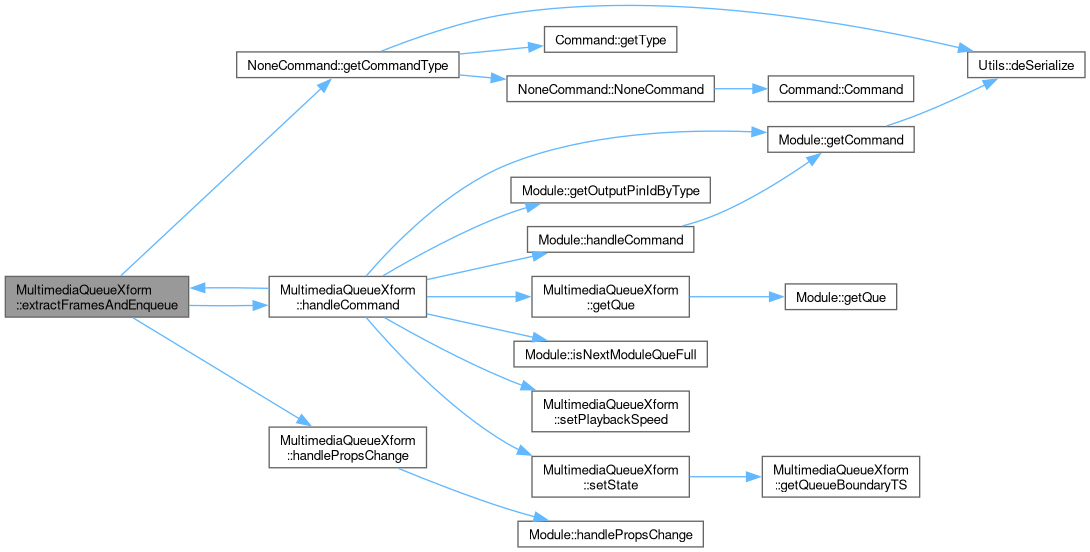 NoneCommand::getCommandType
Command::getType
Utils::deSerialize
NoneCommand::NoneCommand
Command::Command
Module::getCommand
Module::getOutputPinIdByType
Module::handleCommand
MultimediaQueueXform
::extractFramesAndEnqueue
MultimediaQueueXform
::handleCommand
MultimediaQueueXform
::getQue
Module::getQue
Module::isNextModuleQueFull
MultimediaQueueXform
::setPlaybackSpeed
MultimediaQueueXform
::handlePropsChange
MultimediaQueueXform
::setState
MultimediaQueueXform
::getQueueBoundaryTS
Module::handlePropsChange